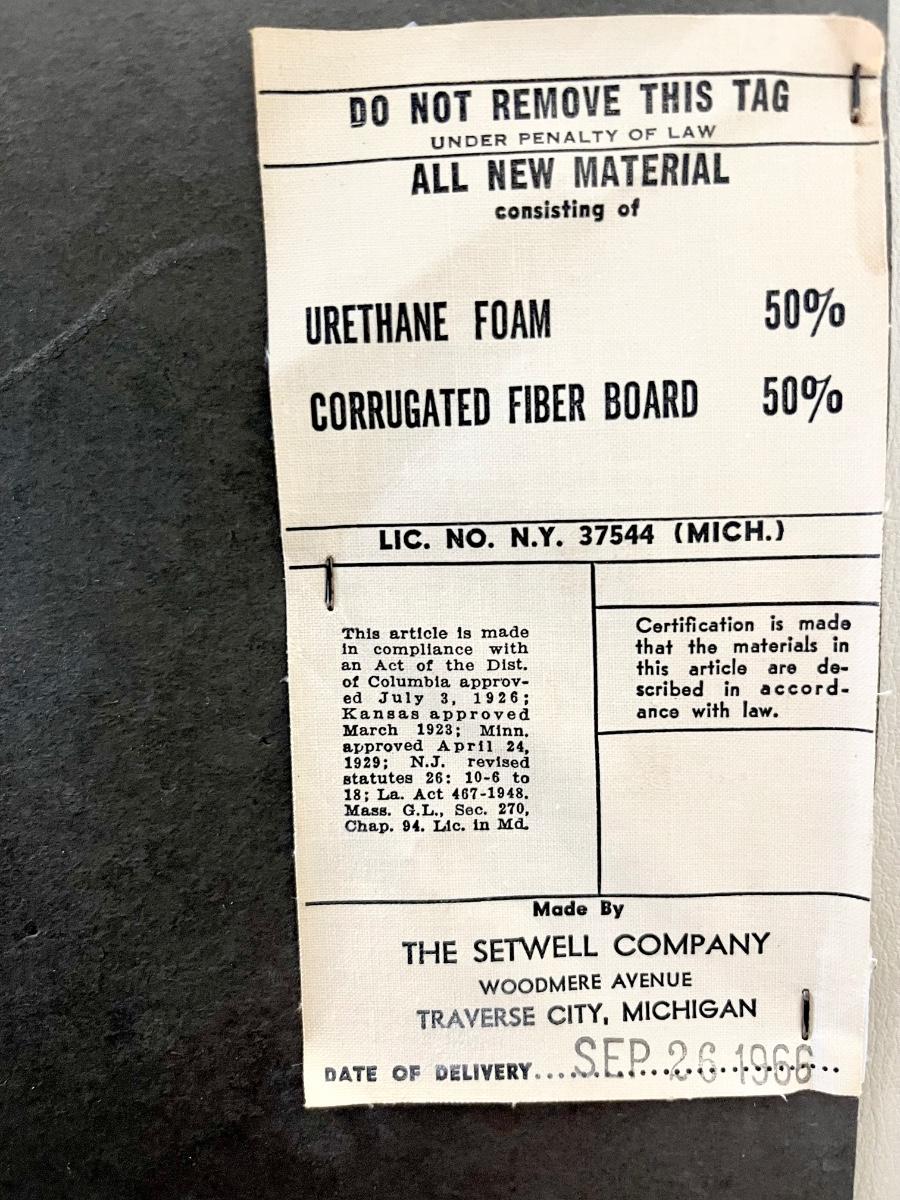 DO NOT REMOVE THIS TAG
UNDER PENALTY OF LAW
ALL NEW MATERIAL
consisting of
URETHANE FOAM 50%
CORRUGATED FIBER BOARD 50%
LIC. NO. N.Y. 37544 (MICH.)
This article is made
in compliance with
an Act of the Dist.
of Columbia approv-
ed July 3, 1926;
Kansas approved
March 1923; Minn.
approved April 24,
1929; N.J. revised
statutes 26: 10-6 to
18; La. Act 467-1948.
Mass. G.L., Sec. 270,
Chap. 94. Lic. in Md.
Certification is made
that the materials in
this article are de-
scribed in accord-
ance with law.
Made By
THE SETWELL COMPANY
WOODMERE AVENUE
TRAVERSE CITY, MICHIGAN
DATE OF DELIVERY.... SEP 26 1966